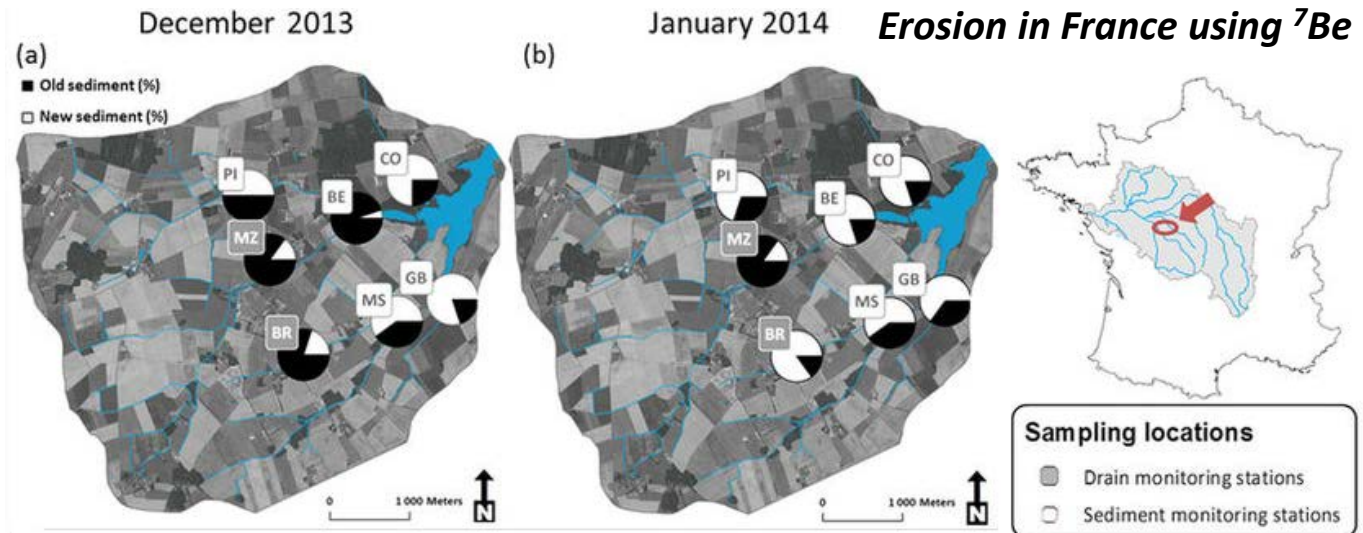 December 2013
January 2014
Erosion in France using ⁷Be
(a)
■ Old sediment (%)
□ New sediment (%)
PI
CO
BE
MZ
GB
MS
BR
0 1 000 Meters
N
(b)
PI
CO
BE
MZ
GB
MS
BR
0 1 000 Meters
N
Sampling locations
Drain monitoring stations
Sediment monitoring stations